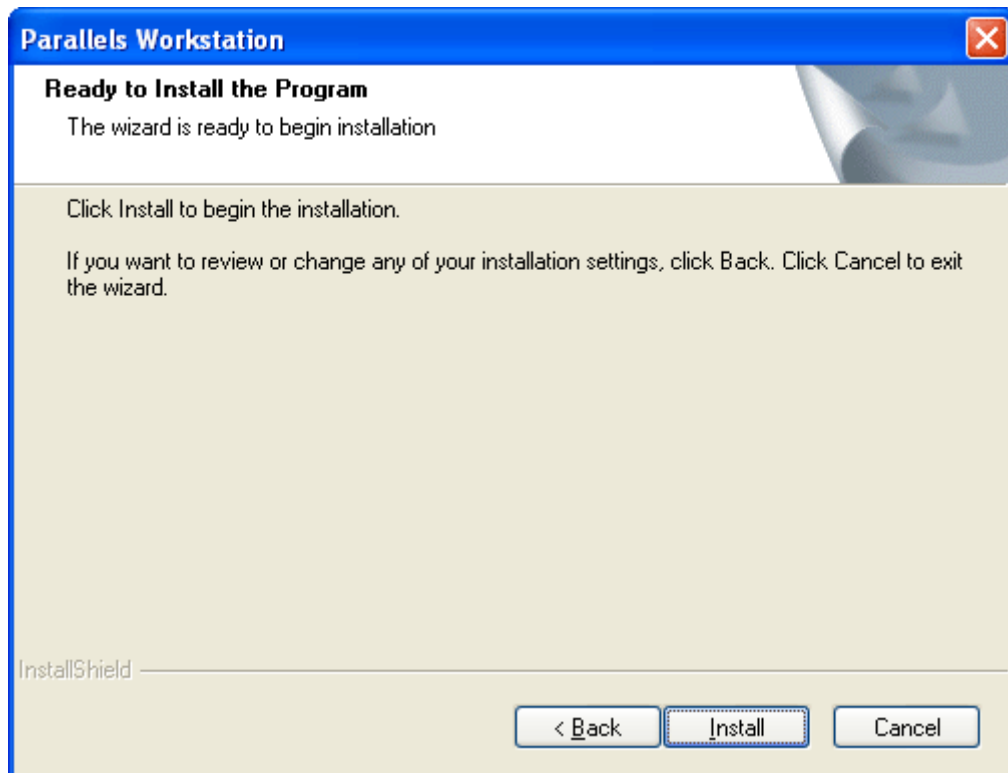 Parallels Workstation
Ready to Install the Program
The wizard is ready to begin installation
Click Install to begin the installation.
If you want to review or change any of your installation settings, click Back. Click Cancel to exit
the wizard.
InstallShield
< Back
Install
Cancel